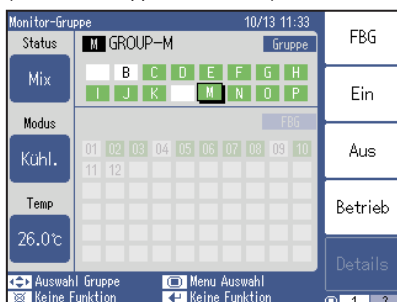 Monitor-Gruppe 10/13 11:33
Status
M GROUP-M Gruppe
FBG
Mix
B C D E F G H
I J K M N O P
Ein
Modus
FBG
Kühl.
01 02 03 04 05 06 07 08 09 10
11 12
Aus
Temp
Betrieb
26.0℃
Details
Auswahl Gruppe Menu Auswahl
Keine Funktion Keine Funktion
1 2